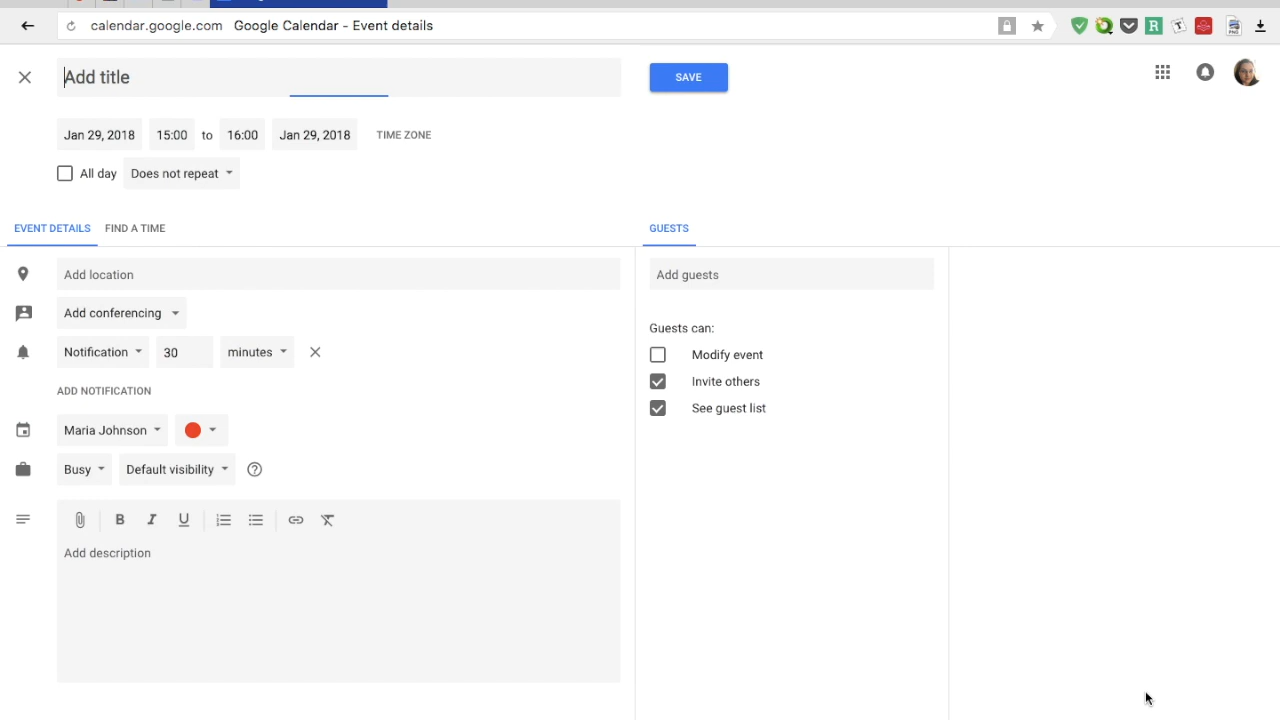 calendar.google.com Google Calendar - Event details
Add title
SAVE
Jan 29, 2018 15:00 to 16:00 Jan 29, 2018 TIME ZONE
All day Does not repeat
EVENT DETAILS FIND A TIME GUESTS
Add location
Add guests
Add conferencing
Guests can:
Notification 30 minutes
Modify event
Invite others
ADD NOTIFICATION
See guest list
Maria Johnson
Busy Default visibility
B I U
Add description